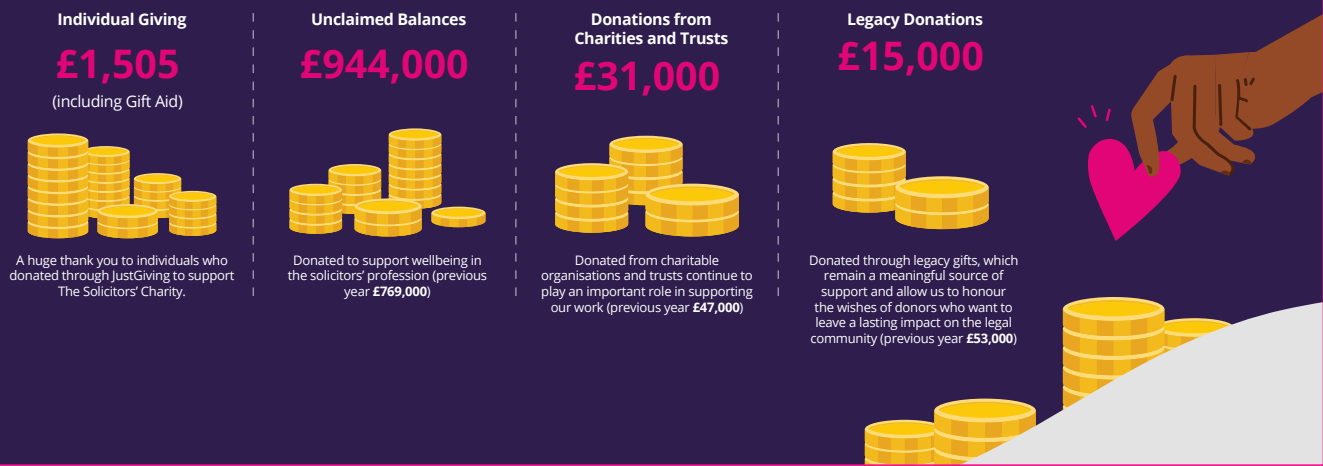 Individual Giving
£1,505
(including Gift Aid)
A huge thank you to individuals who
donated through JustGiving to support
The Solicitors’ Charity.
Unclaimed Balances
£944,000
Donated to support wellbeing in
the solicitors’ profession (previous
year £769,000)
Donations from
Charities and Trusts
£31,000
Donated from charitable
organisations and trusts continue to
play an important role in supporting
our work (previous year £47,000)
Legacy Donations
£15,000
Donated through legacy gifts, which
remain a meaningful source of
support and allow us to honour
the wishes of donors who want to
leave a lasting impact on the legal
community (previous year £53,000)